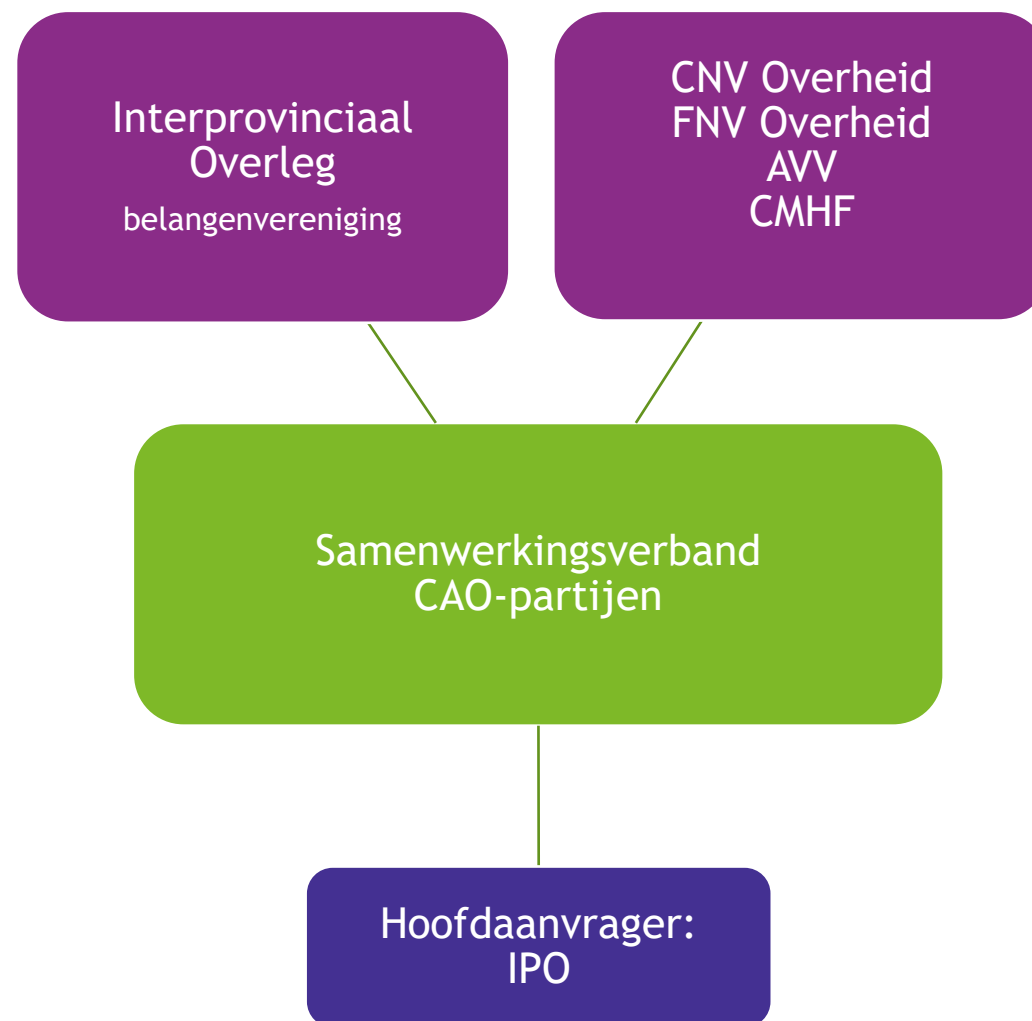 Interprovinciaal
Overleg
belangenvereniging
CNV Overheid
FNV Overheid
AVV
CMHF
Samenwerkingsverband
CAO-partijen
Hoofdaanvrager:
IPO